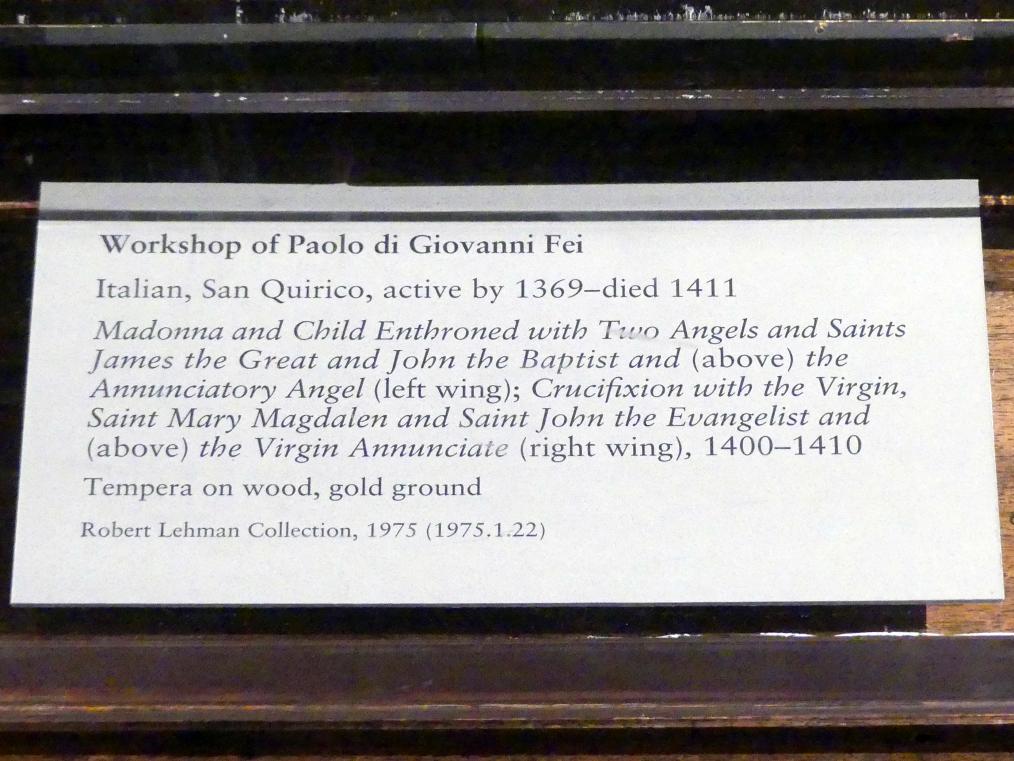 Workshop of Paolo di Giovanni Fei
Italian, San Quirico, active by 1369–died 1411
Madonna and Child Enthroned with Two Angels and Saints
James the Great and John the Baptist and (above) the
Annunciatory Angel (left wing); Crucifixion with the Virgin,
Saint Mary Magdalen and Saint John the Evangelist and
(above) the Virgin Annunciate (right wing), 1400–1410
Tempera on wood, gold ground
Robert Lehman Collection, 1975 (1975.1.22)